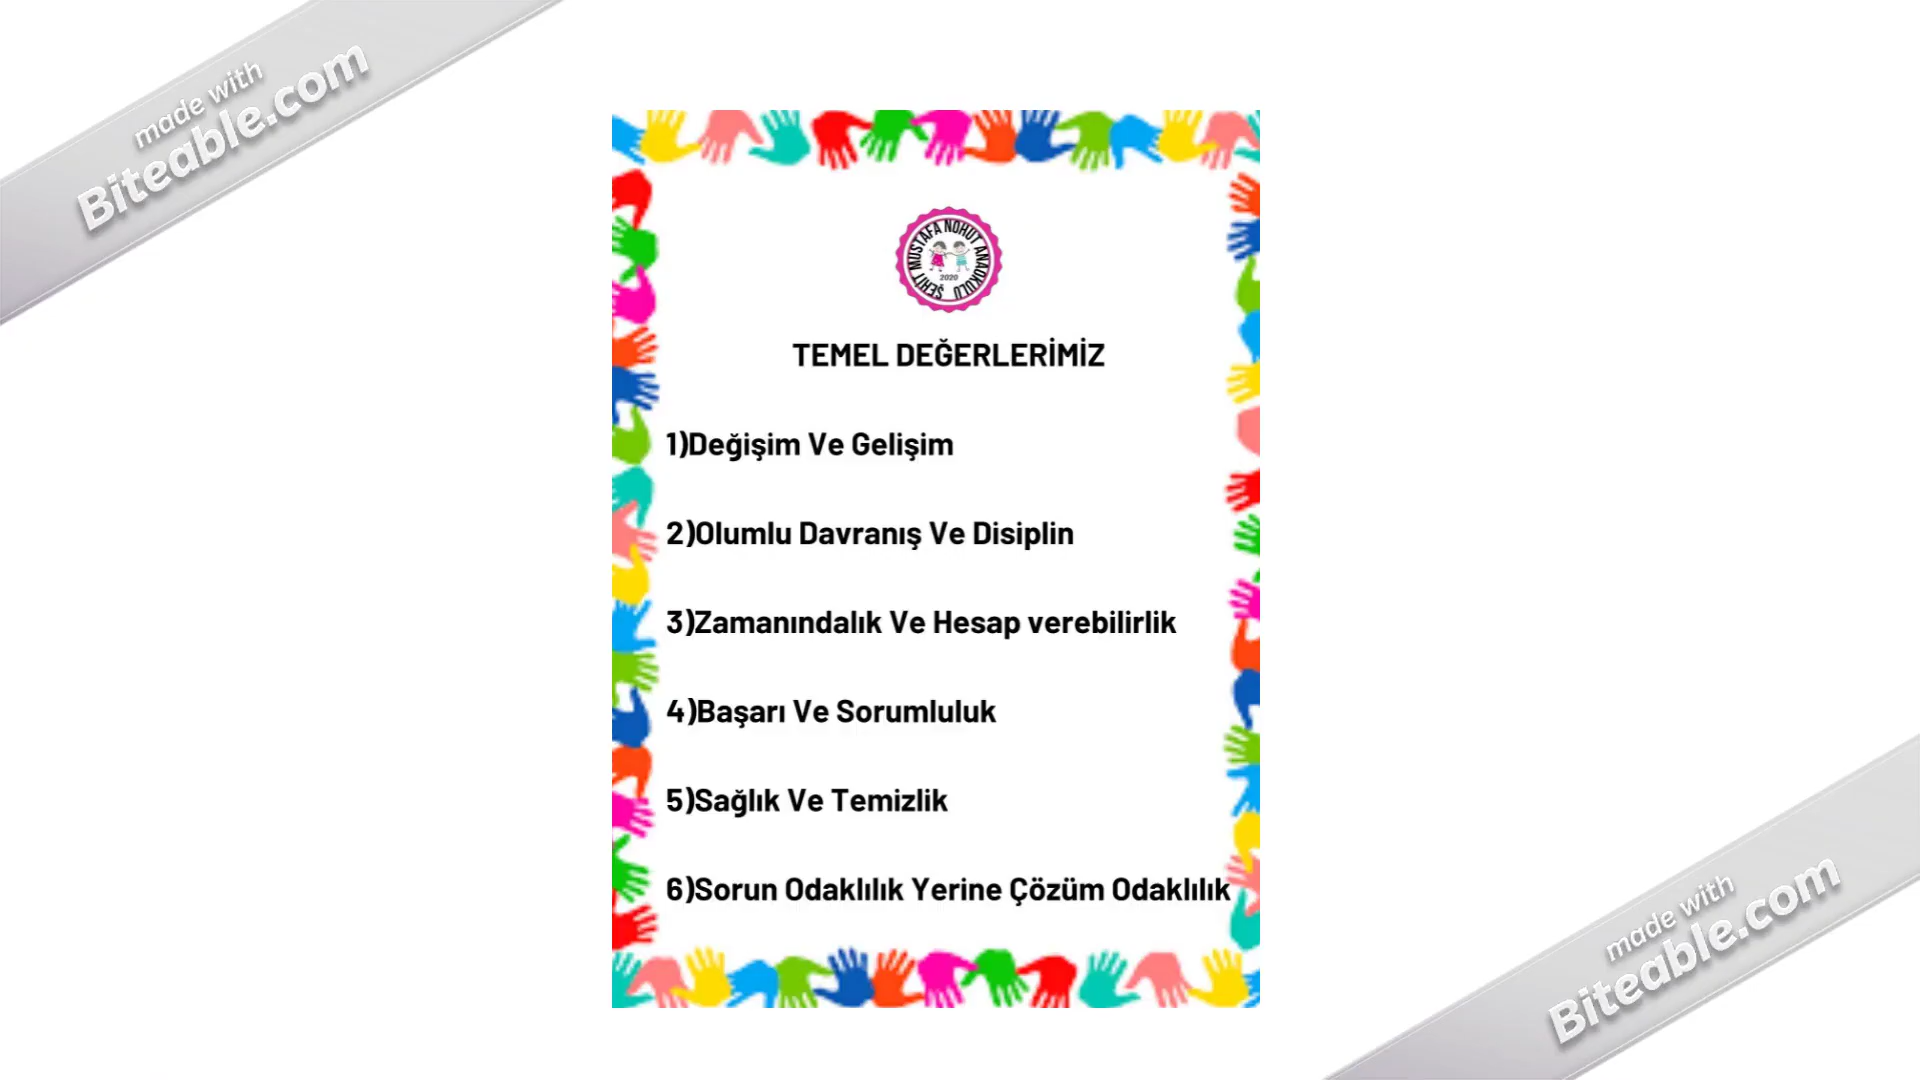 made with
Biteable.com
ŞEHİT MUSTAFA NOHUT ANAOKULU
2020
TEMEL DEĞERLERİMİZ
1)Değişim Ve Gelişim
2)Olumlu Davranış Ve Disiplin
3)Zamanındalık Ve Hesap verebilirlik
4)Başarı Ve Sorumluluk
5)Sağlık Ve Temizlik
6)Sorun Odaklılık Yerine Çözüm Odaklılık
made with
Biteable.com